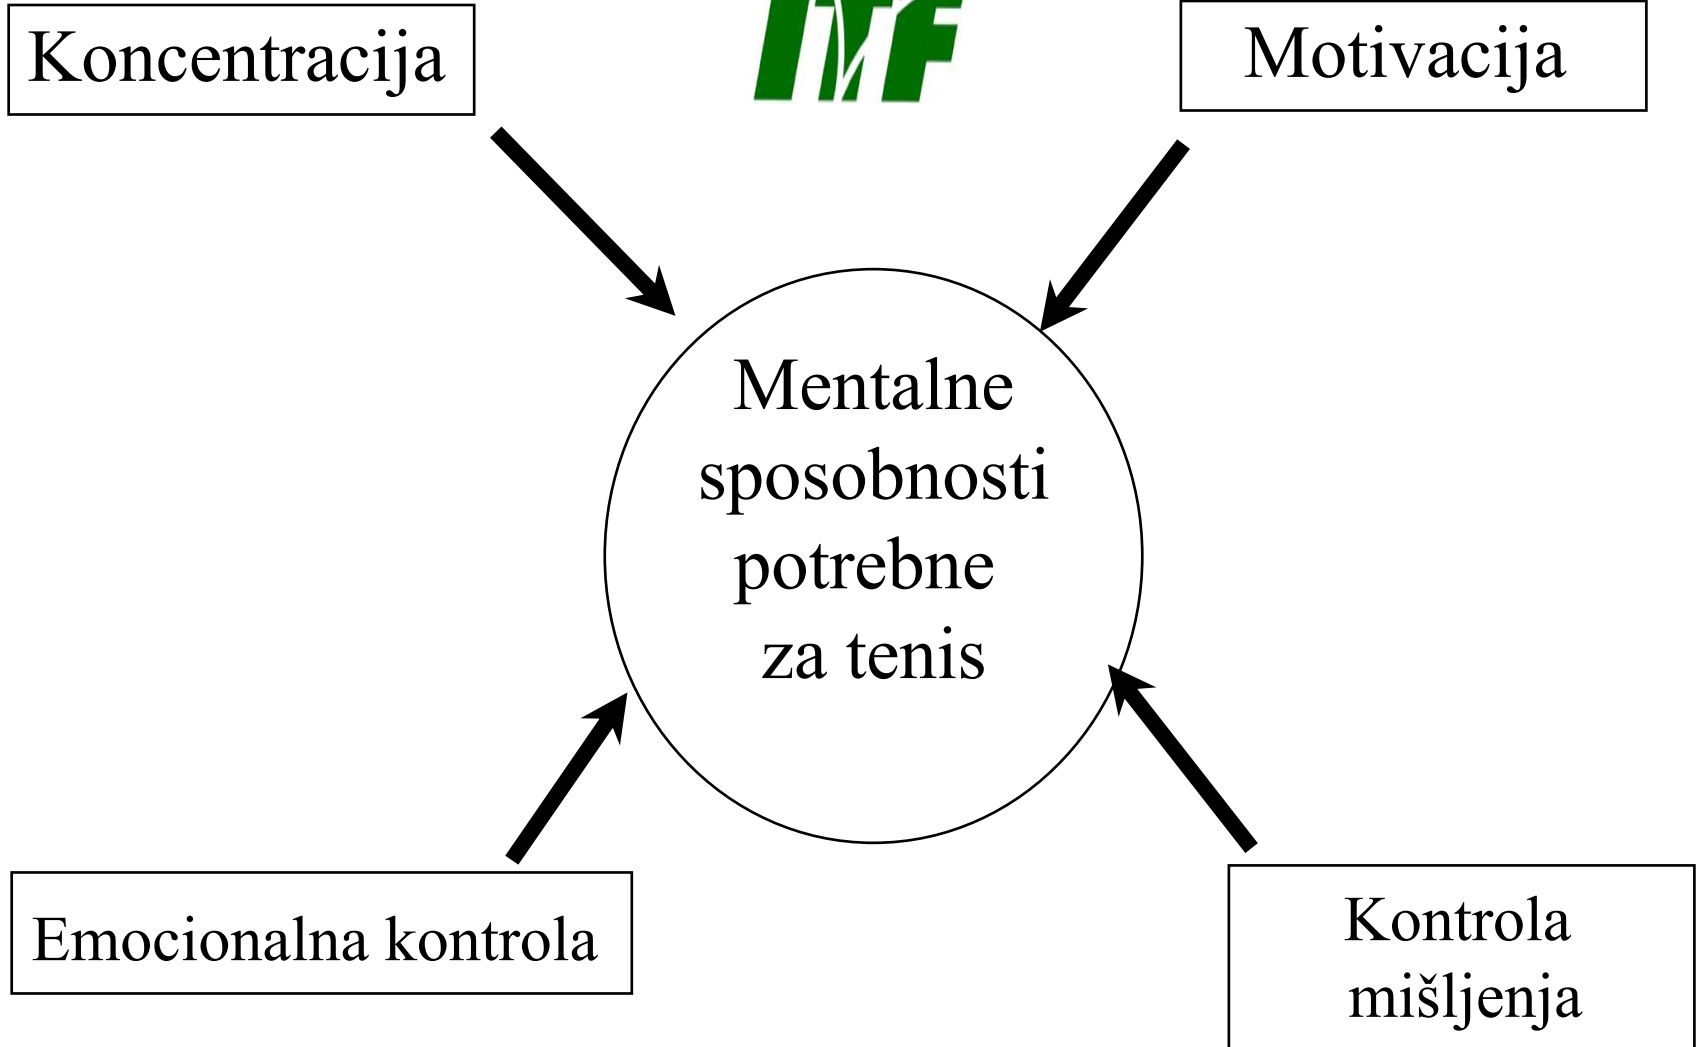 Koncentracija
ITF
Motivacija
Mentalne
sposobnosti
potrebne
za tenis
Emocionalna kontrola
Kontrola
mišljenja